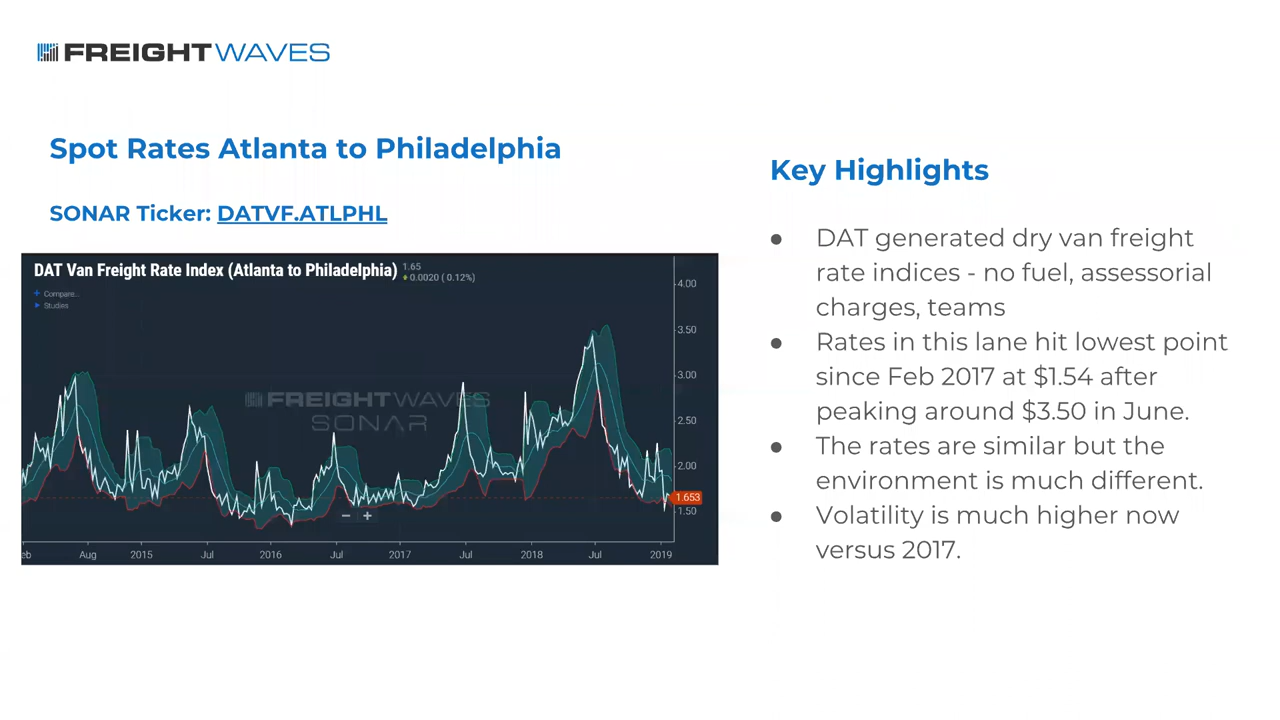 FREIGHTWAVES
Spot Rates Atlanta to Philadelphia
SONAR Ticker: DATVF.ATLPHL
DAT Van Freight Rate Index (Atlanta to Philadelphia)
1.65
0.0020 ( 0.12%)
Compare...
Studies
FREIGHTWAVES
SONAR
4.00
3.50
3.00
2.50
2.00
1.653
1.50
eb Aug 2015 Jul 2016 Jul 2017 Jul 2018 Jul 2019
Key Highlights
● DAT generated dry van freight
rate indices - no fuel, assessorial
charges, teams
● Rates in this lane hit lowest point
since Feb 2017 at $1.54 after
peaking around $3.50 in June.
● The rates are similar but the
environment is much different.
● Volatility is much higher now
versus 2017.